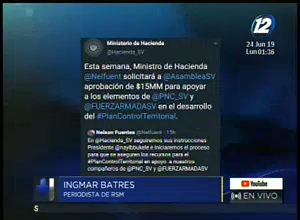 12
Ministerio de Hacienda
@Hacienda_SV
24 Jun 19
Lun 01:36
Esta semana, Ministro de Hacienda
@Nelfuent solicitará a @AsambleaSV
aprobación de $15MM para apoyar
a los elementos de @PNC_SV y
@FUERZARMADASV en el desarrollo
del #PlanControlTerritorial.
Nelson Fuentes @Nelfuent · 15h
En @Hacienda_SV seguiremos sus instrucciones
Presidente @nayibbukele e iniciaremos el proceso
para que se aseguren los recursos para el
#PlanControlTerritorial en apoyo a nuestros
compañeros de @PNC_SV y @FUERZARMADASV
INGMAR BATRES
PERIODISTA DE RSM
YouTube
EN VIVO
S